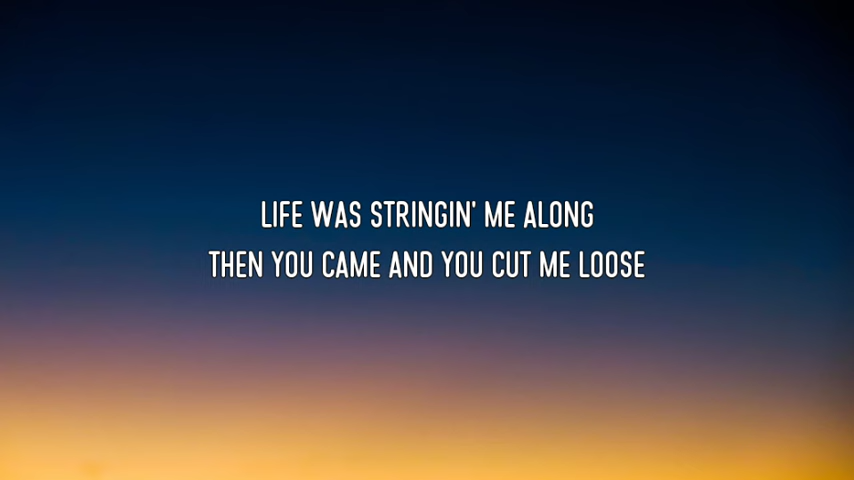 LIFE WAS STRINGIN' ME ALONG
THEN YOU CAME AND YOU CUT ME LOOSE